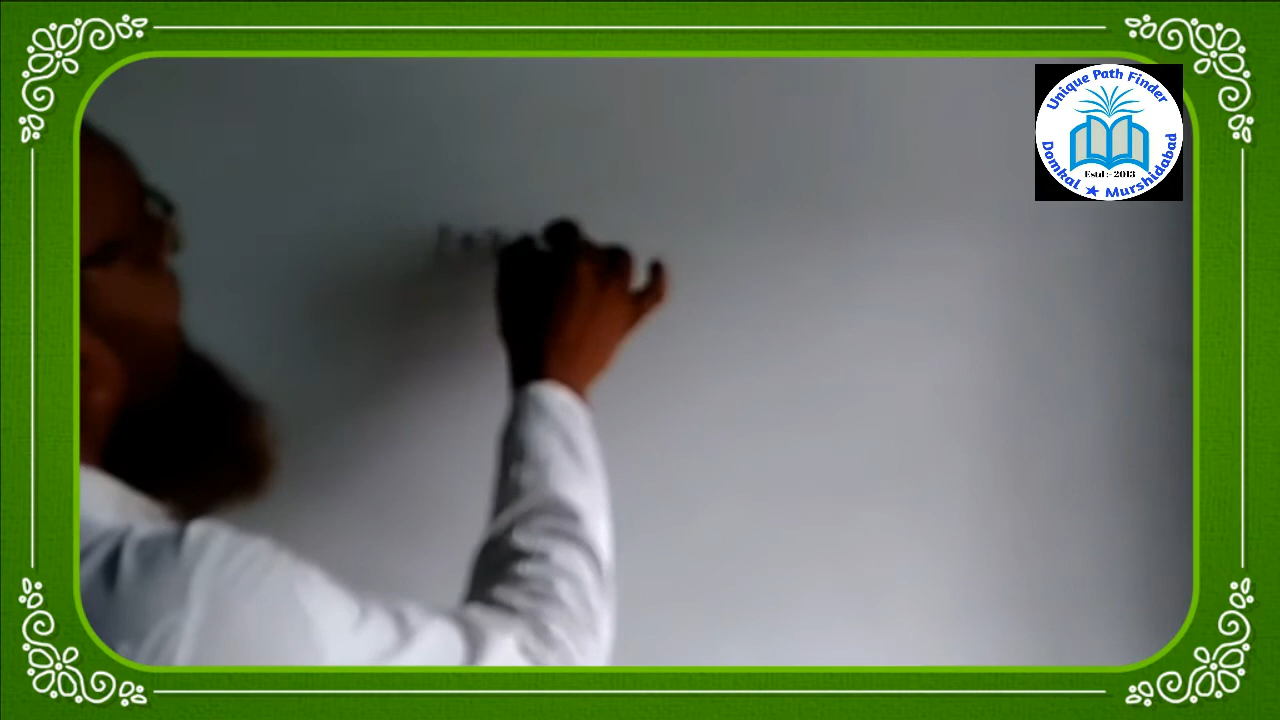 Unique Path Finder
Estd :- 2013
Domkal ★ Murshidabad